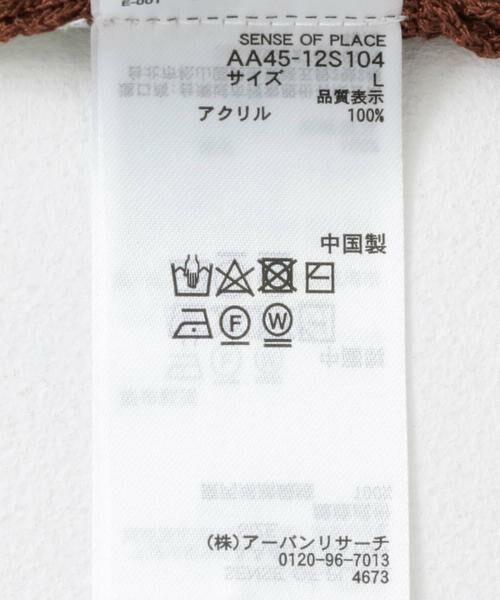 SENSE OF PLACE
AA45-12S104
サイズ L
品質表示
アクリル 100%
中国製
F W
(株)アーバンリサーチ
0120-96-7013
4673